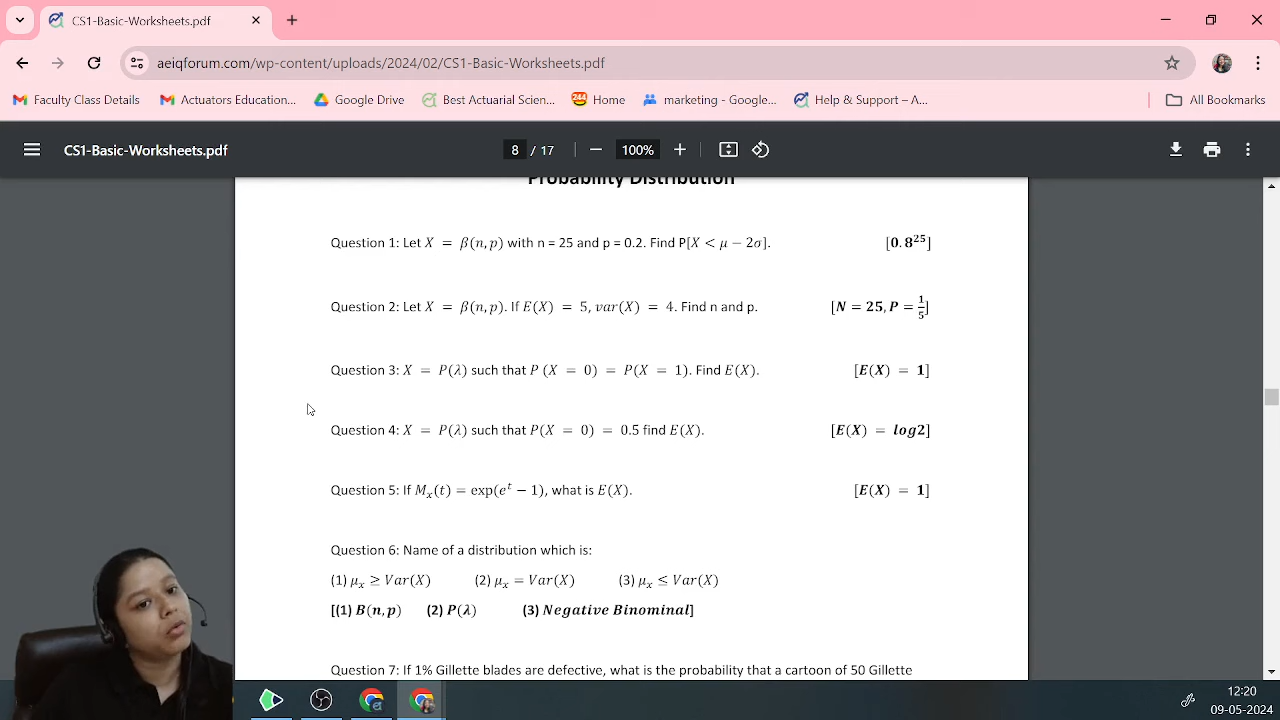 CS1-Basic-Worksheets.pdf
aeiqforum.com/wp-content/uploads/2024/02/CS1-Basic-Worksheets.pdf
Faculty Class Details Actuators Education... Google Drive Best Actuarial Scien... Home marketing - Google... Help & Support – A... All Bookmarks
CS1-Basic-Worksheets.pdf 8 / 17 100%
Probability Distribution
Question 1: Let X = β(n, p) with n = 25 and p = 0.2. Find P[X < μ − 2σ]. [0.8²⁵]
Question 2: Let X = β(n, p). If E(X) = 5, var(X) = 4. Find n and p. [N = 25, P = 1/5]
Question 3: X = P(λ) such that P (X = 0) = P(X = 1). Find E(X). [E(X) = 1]
Question 4: X = P(λ) such that P(X = 0) = 0.5 find E(X). [E(X) = log2]
Question 5: If Mₓ(t) = exp(eᵗ − 1), what is E(X). [E(X) = 1]
Question 6: Name of a distribution which is:
(1) μₓ ≥ Var(X) (2) μₓ = Var(X) (3) μₓ ≤ Var(X)
[(1) B(n, p) (2) P(λ) (3) Negative Binominal]
Question 7: If 1% Gillette blades are defective, what is the probability that a cartoon of 50 Gillette
12:20
09-05-2024